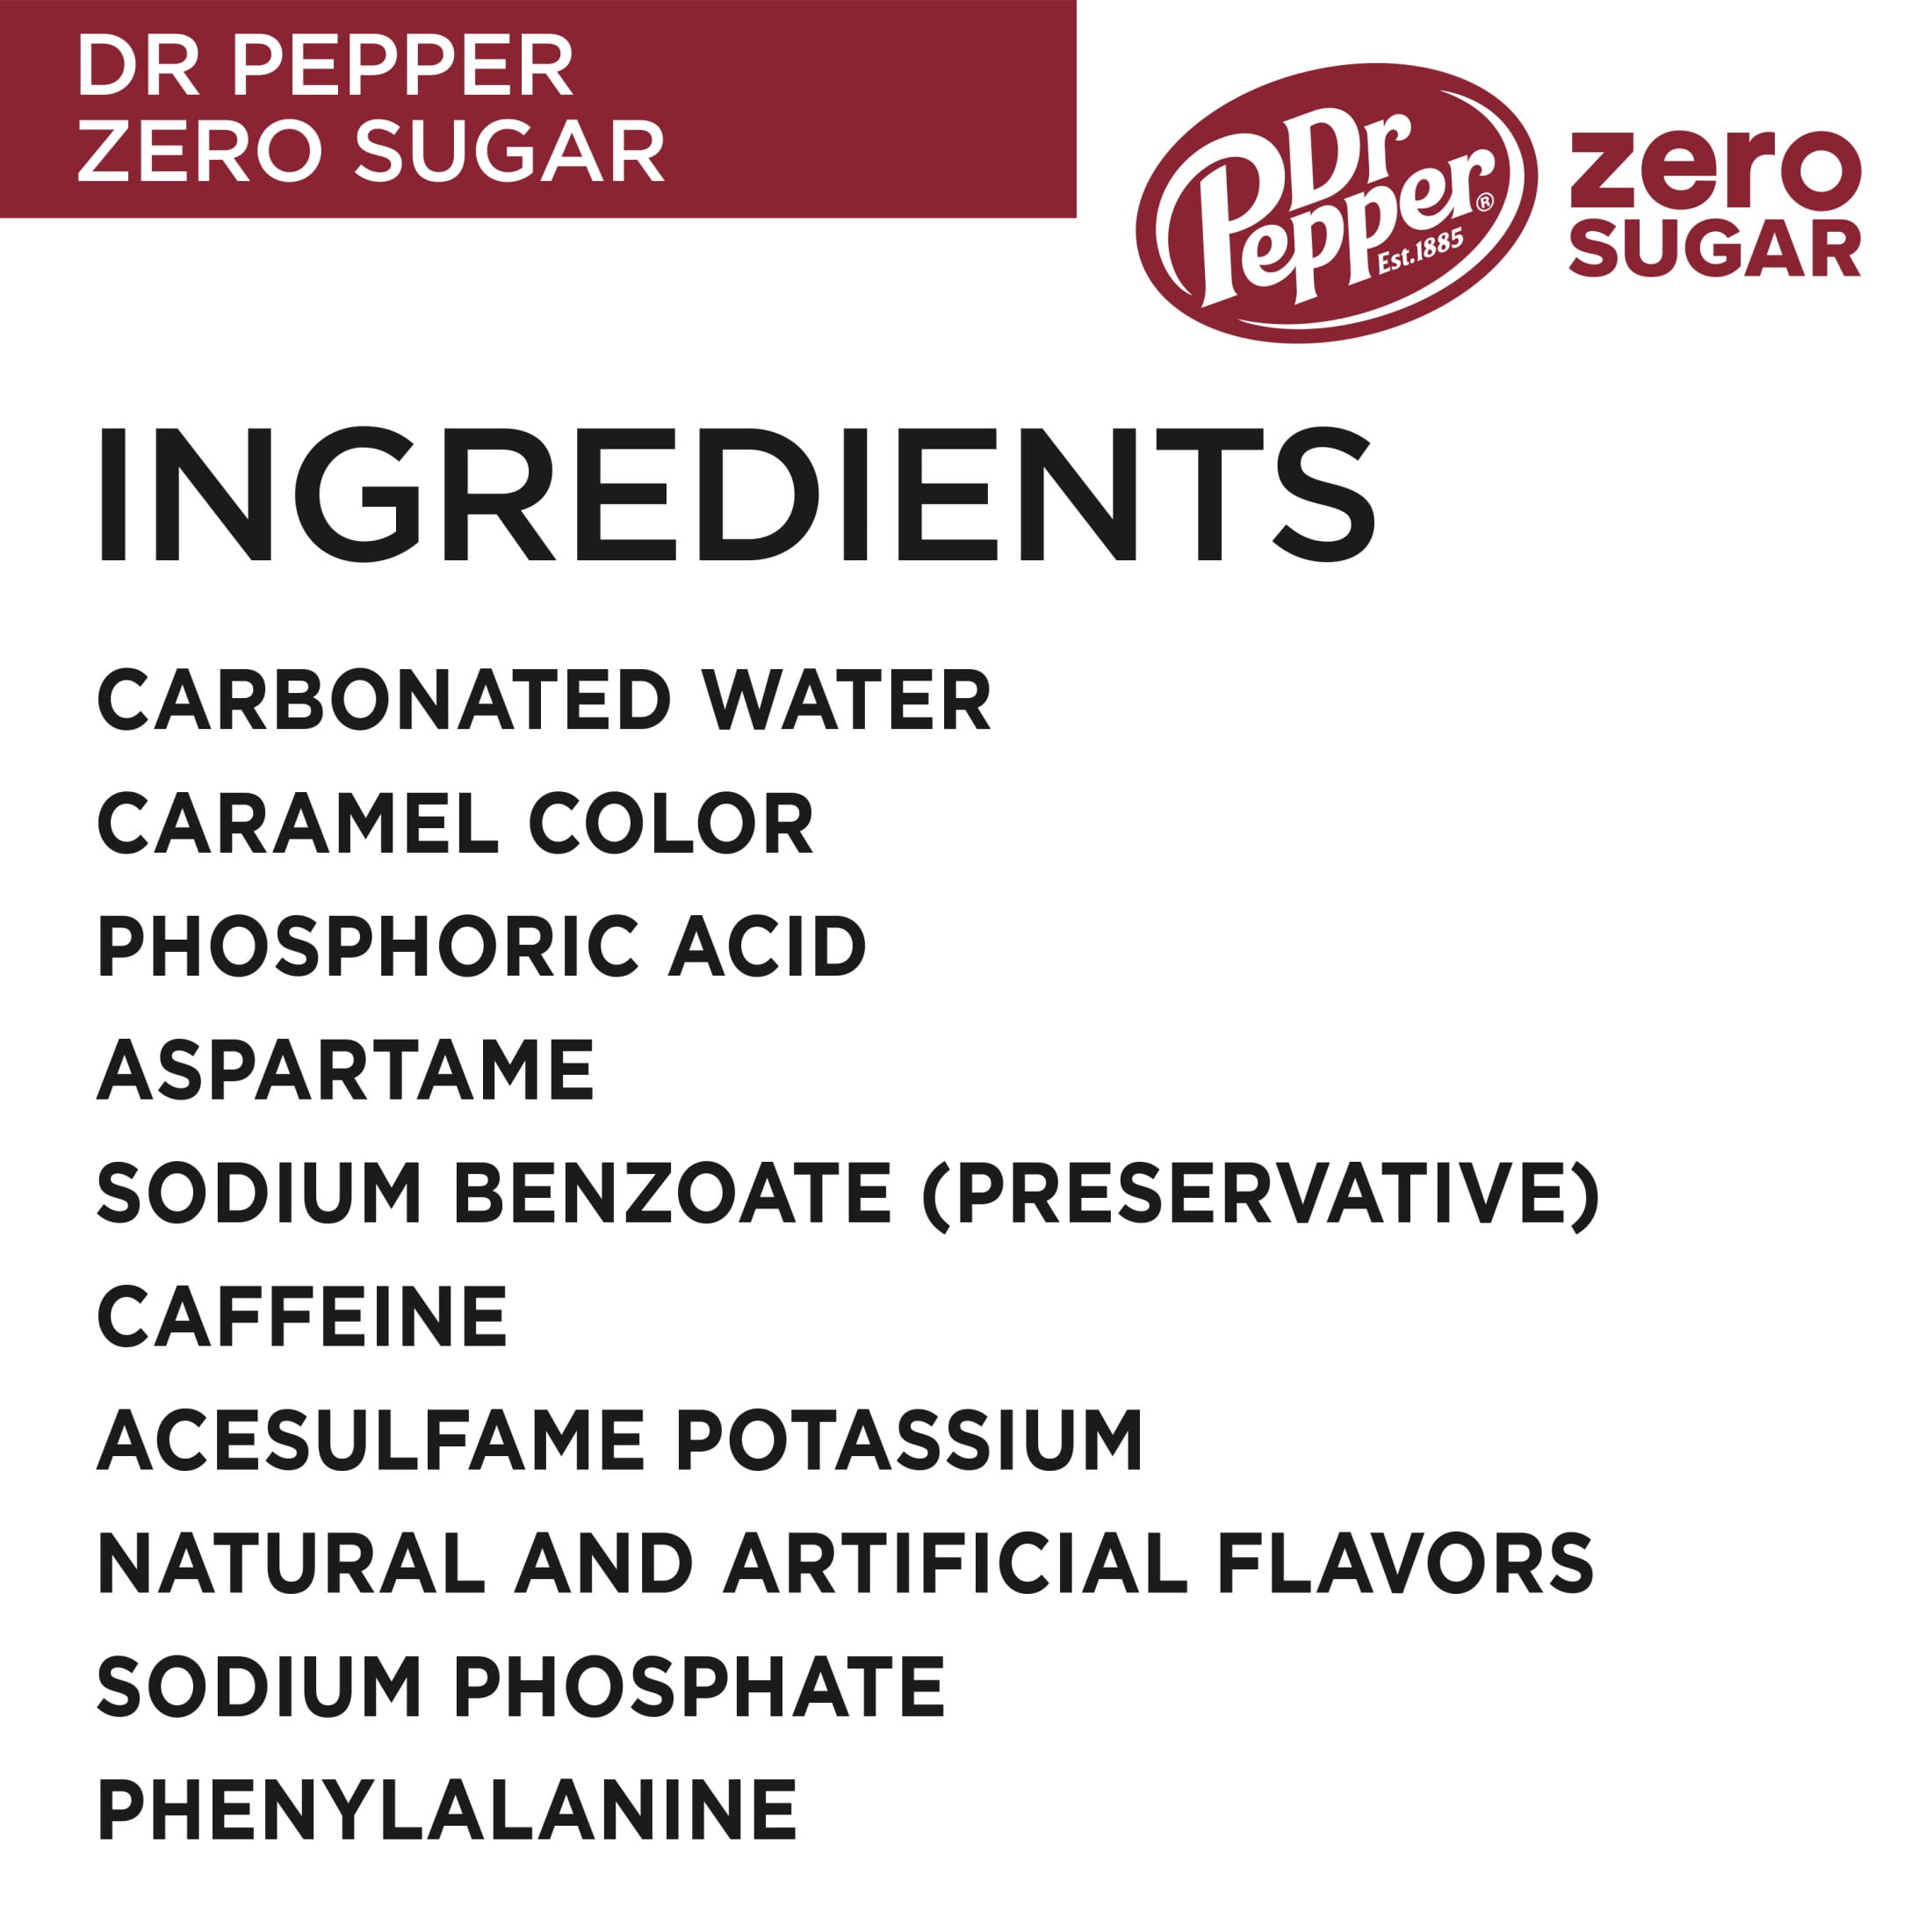 DR PEPPER
ZERO SUGAR
Dr
Pepper®
Est.1885
zero
SUGAR
INGREDIENTS
CARBONATED WATER
CARAMEL COLOR
PHOSPHORIC ACID
ASPARTAME
SODIUM BENZOATE (PRESERVATIVE)
CAFFEINE
ACESULFAME POTASSIUM
NATURAL AND ARTIFICIAL FLAVORS
SODIUM PHOSPHATE
PHENYLALANINE